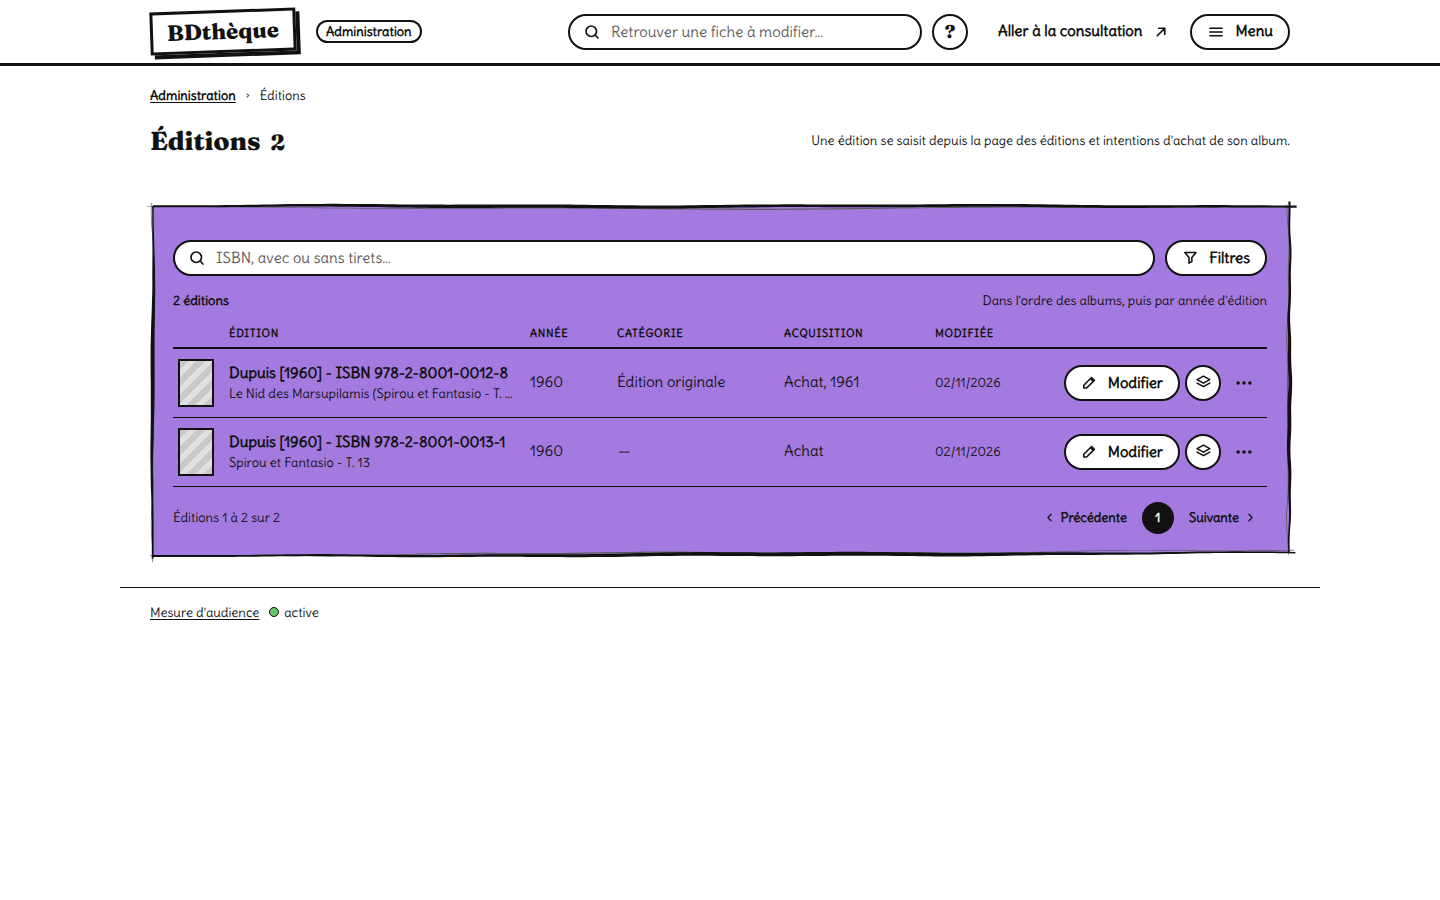 BDthèque
Administration
Retrouver une fiche à modifier...
?
Aller à la consultation
Menu
Administration › Éditions
Éditions 2
Une édition se saisit depuis la page des éditions et intentions d'achat de son album.
ISBN, avec ou sans tirets...
Filtres
2 éditions
Dans l'ordre des albums, puis par année d'édition
ÉDITION ANNÉE CATÉGORIE ACQUISITION MODIFIÉE
Dupuis [1960] - ISBN 978-2-8001-0012-8
Le Nid des Marsupilamis (Spirou et Fantasio - T. ...
1960 Édition originale Achat, 1961 02/11/2026 Modifier
Dupuis [1960] - ISBN 978-2-8001-0013-1
Spirou et Fantasio - T. 13
1960 — Achat 02/11/2026 Modifier
Éditions 1 à 2 sur 2
Précédente 1 Suivante
Mesure d'audience active